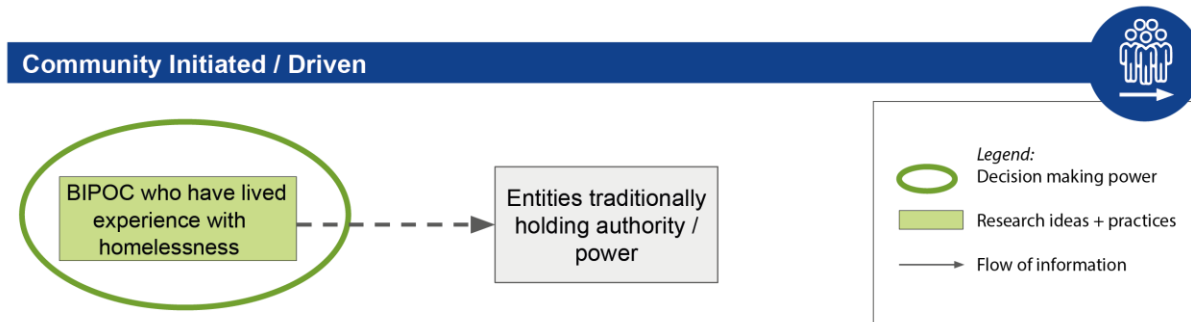 Community Initiated / Driven
BIPOC who have lived
experience with
homelessness
Entities traditionally
holding authority /
power
Legend:
Decision making power
Research ideas + practices
Flow of information